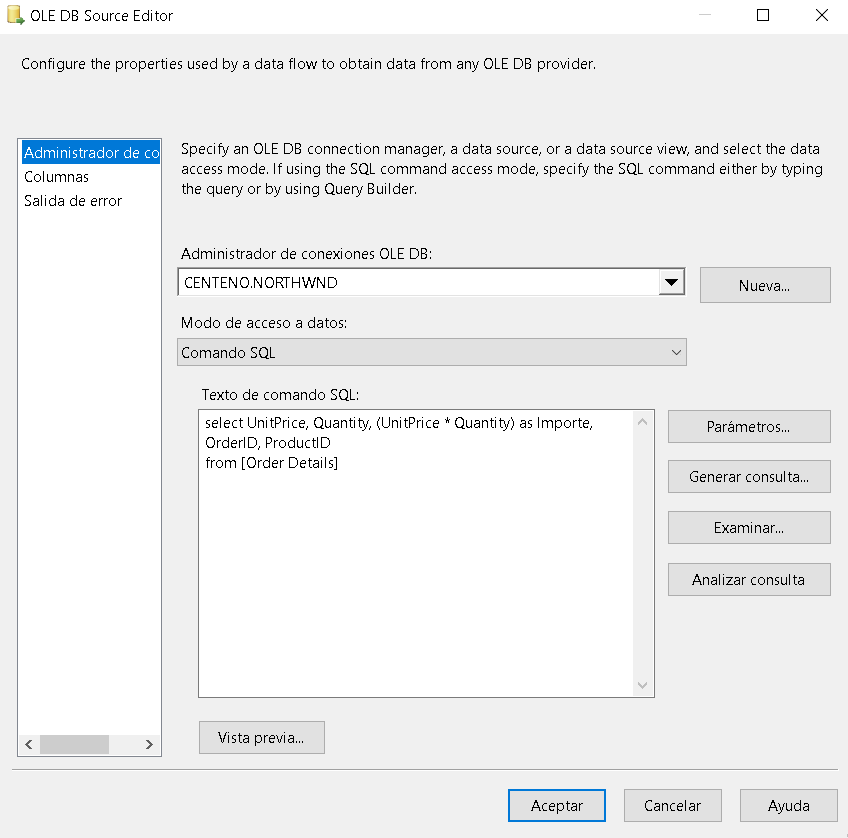 OLE DB Source Editor
Configure the properties used by a data flow to obtain data from any OLE DB provider.
Administrador de co
Columnas
Salida de error
Specify an OLE DB connection manager, a data source, or a data source view, and select the data
access mode. If using the SQL command access mode, specify the SQL command either by typing
the query or by using Query Builder.
Administrador de conexiones OLE DB:
CENTENO.NORTHWND
Nueva...
Modo de acceso a datos:
Comando SQL
Texto de comando SQL:
select UnitPrice, Quantity, (UnitPrice * Quantity) as Importe,
OrderID, ProductID
from [Order Details]
Parámetros...
Generar consulta...
Examinar...
Analizar consulta
Vista previa...
Aceptar
Cancelar
Ayuda